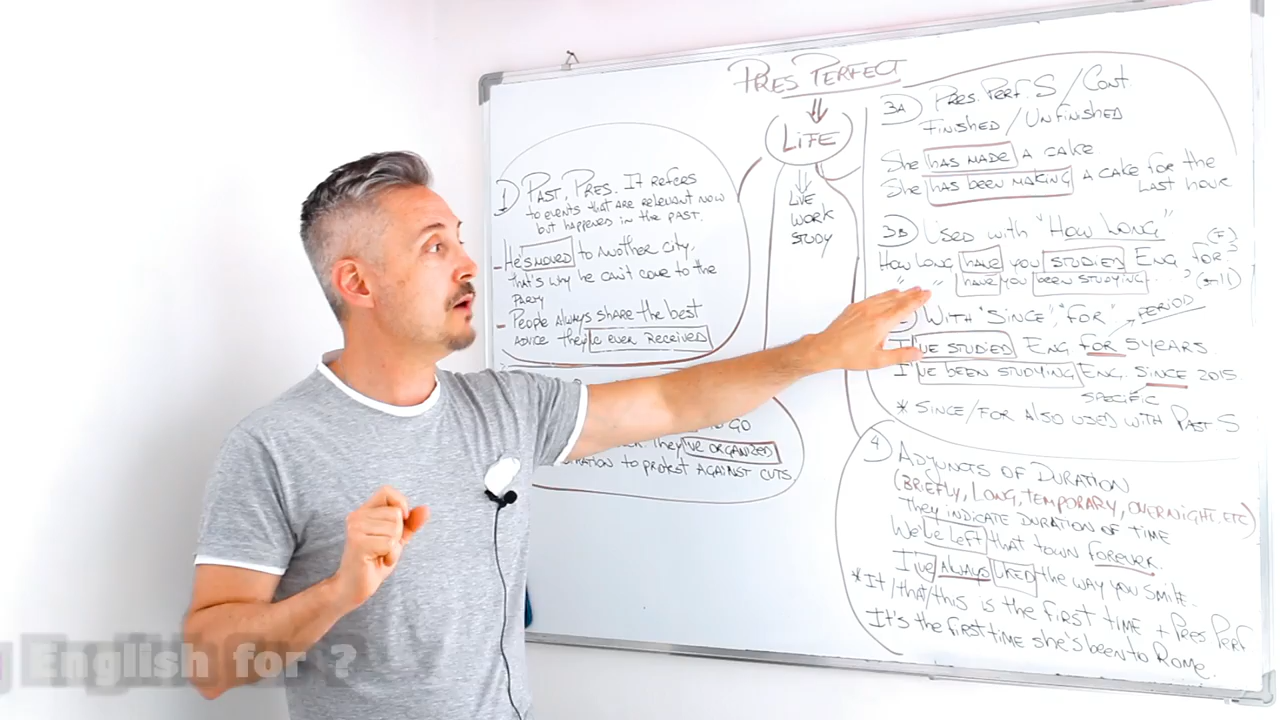 PRES PERFECT
LIFE
LIVE
WORK
STUDY
1) PAST, PRES. IT REFERS
to EVENTS that ARE RELEVANT NOW
but HAPPENED IN the PAST.
- He'S MOVED to ANOTHER CITY,
that'S WHY he CAN'T COME to the
PARTY
- PEOPLE ALWAYS SHARE the BEST
ADVICE they've EVER RECEIVED
GO
They'VE ORGANIZED
to PROTEST AGAINST CUTS.
3A) PRES. PERF. S / CONT.
FINISHED / UNFINISHED
She HAS MADE A CAKE
She HAS BEEN MAKING A CAKE for the
LAST HOUR
3B) USED with "HOW LONG"
HOW LONG HAVE YOU STUDIED ENG FOR?
" " HAVE YOU BEEN STUDYING "
WITH "SINCE", "FOR" → PERIOD
I'VE STUDIED ENG FOR 5 YEARS.
I'VE BEEN STUDYING ENG. SINCE 2015.
SPECIFIC
* SINCE/FOR ALSO USED WITH PAST S
4) ADJUNCTS OF DURATION
(BRIEFLY, LONG, TEMPORARY, OVERNIGHT, ETC)
They INDICATE DURATION OF TIME
WE'VE LEFT that TOWN FOREVER.
I'VE ALWAYS LIKED the WAY YOU SMILE.
* It/that/this is the FIRST TIME + PRES PERF
It's the FIRST TIME she's been to ROME.
English for ?